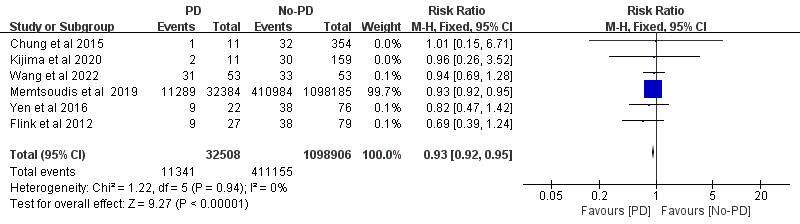 PD No-PD Risk Ratio Risk Ratio
Study or Subgroup Events Total Events Total Weight M-H, Fixed, 95% CI M-H, Fixed, 95% CI
Chung et al 2015 1 11 32 354 0.0% 1.01 [0.15, 6.71]
Kijima et al 2020 2 11 30 159 0.0% 0.96 [0.26, 3.52]
Wang et al 2022 31 53 33 53 0.0% 0.94 [0.69, 1.28]
Memtsoudis et al 2019 11289 32384 410984 1098185 99.7% 0.93 [0.92, 0.95]
Yen et al 2016 9 22 38 76 0.0% 0.82 [0.47, 1.42]
Flink et al 2012 9 27 38 79 0.0% 0.69 [0.39, 1.24]
Total (95% CI) 32508 1098906 100.0% 0.93 [0.92, 0.95]
Total events 11341 411155
Heterogeneity: Chi² = 1.22, df = 5 (P = 0.94); I² = 0%
Test for overall effect: Z = 9.27 (P < 0.00001)
0.05 0.2 1 5 20
Favours [PD] Favours [No-PD]